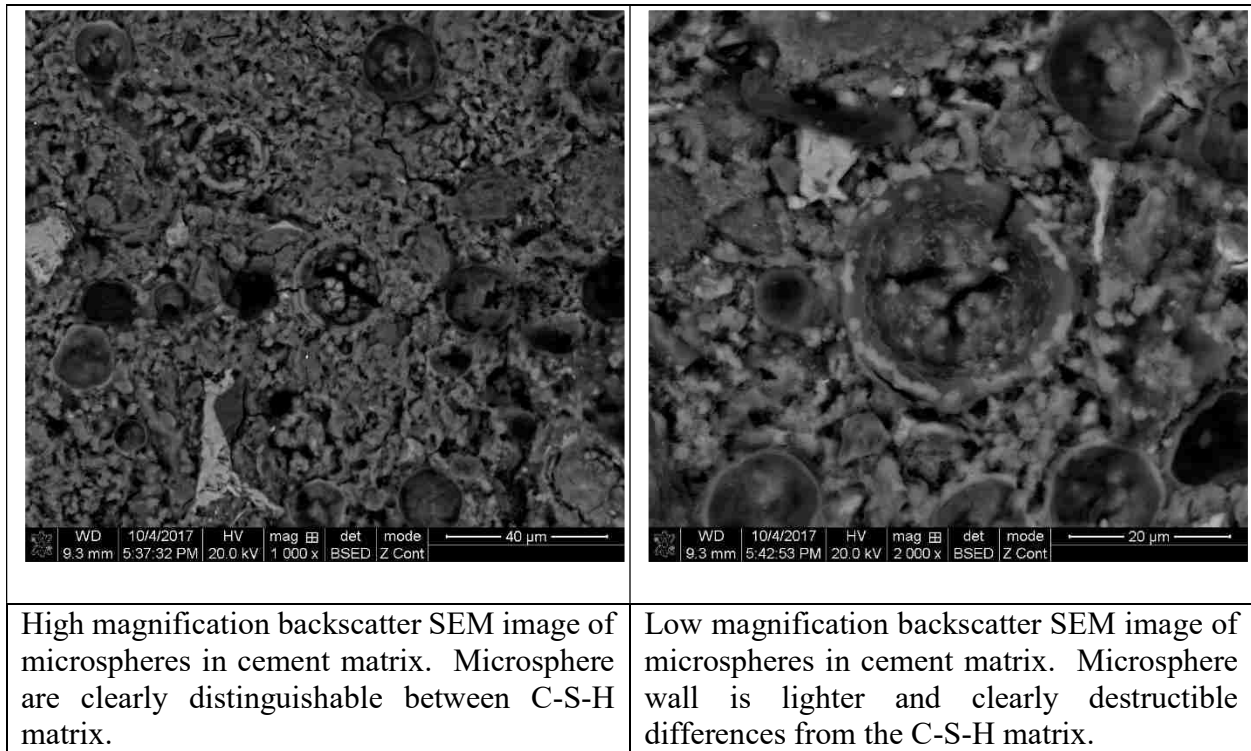 WD 10/4/2017 HV mag ⊞ det mode 40 µm
9.3 mm 5:37:32 PM 20.0 kV 1 000 x BSED Z Cont
WD 10/4/2017 HV mag ⊞ det mode 20 µm
9.3 mm 5:42:53 PM 20.0 kV 2 000 x BSED Z Cont
High magnification backscatter SEM image of
microspheres in cement matrix. Microsphere
are clearly distinguishable between C-S-H
matrix.
Low magnification backscatter SEM image of
microspheres in cement matrix. Microsphere
wall is lighter and clearly destructible
differences from the C-S-H matrix.